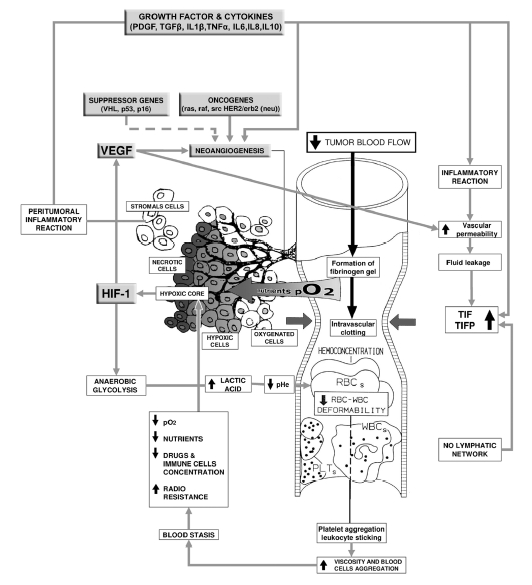 GROWTH FACTOR & CYTOKINES
(PDGF, TGFβ, IL1β,TNFα, IL6,IL8,IL10)
SUPPRESSOR GENES
(VHL, p53, p16)
ONCOGENES
(ras, raf, src HER2/erb2 (neu))
TUMOR BLOOD FLOW
VEGF
NEOANGIOGENESIS
INFLAMMATORY
REACTION
STROMALS CELLS
PERITUMORAL
INFLAMMATORY
REACTION
Vascular
permeability
NECROTIC
CELLS
Formation of
fibrinogen gel
Fluid leakage
HIF-1
HYPOXIC CORE
nutrients pO2
Intravascular
clotting
TIF
TIFP
HYPOXIC
CELLS
OXYGENATED
CELLS
HEMOCONCENTRATION
ANAEROBIC
GLYCOLYSIS
LACTIC
ACID
pHe
RBCs
RBC-WBC
DEFORMABILITY
pO2
NUTRIENTS
DRUGS &
IMMUNE CELLS
CONCENTRATION
RADIO
RESISTANCE
WBCs
PLTs
NO LYMPHATIC
NETWORK
Platelet aggregation
leukocyte sticking
BLOOD STASIS
VISCOSITY AND BLOOD
CELLS AGGREGATION